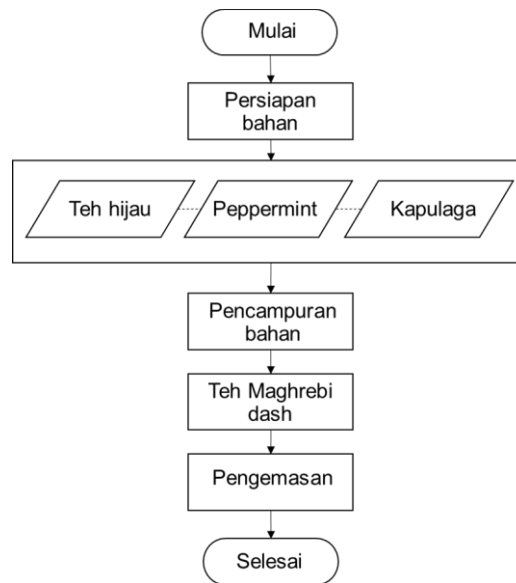 Mulai
Persiapan
bahan
Teh hijau
Peppermint
Kapulaga
Pencampuran
bahan
Teh Maghrebi
dash
Pengemasan
Selesai